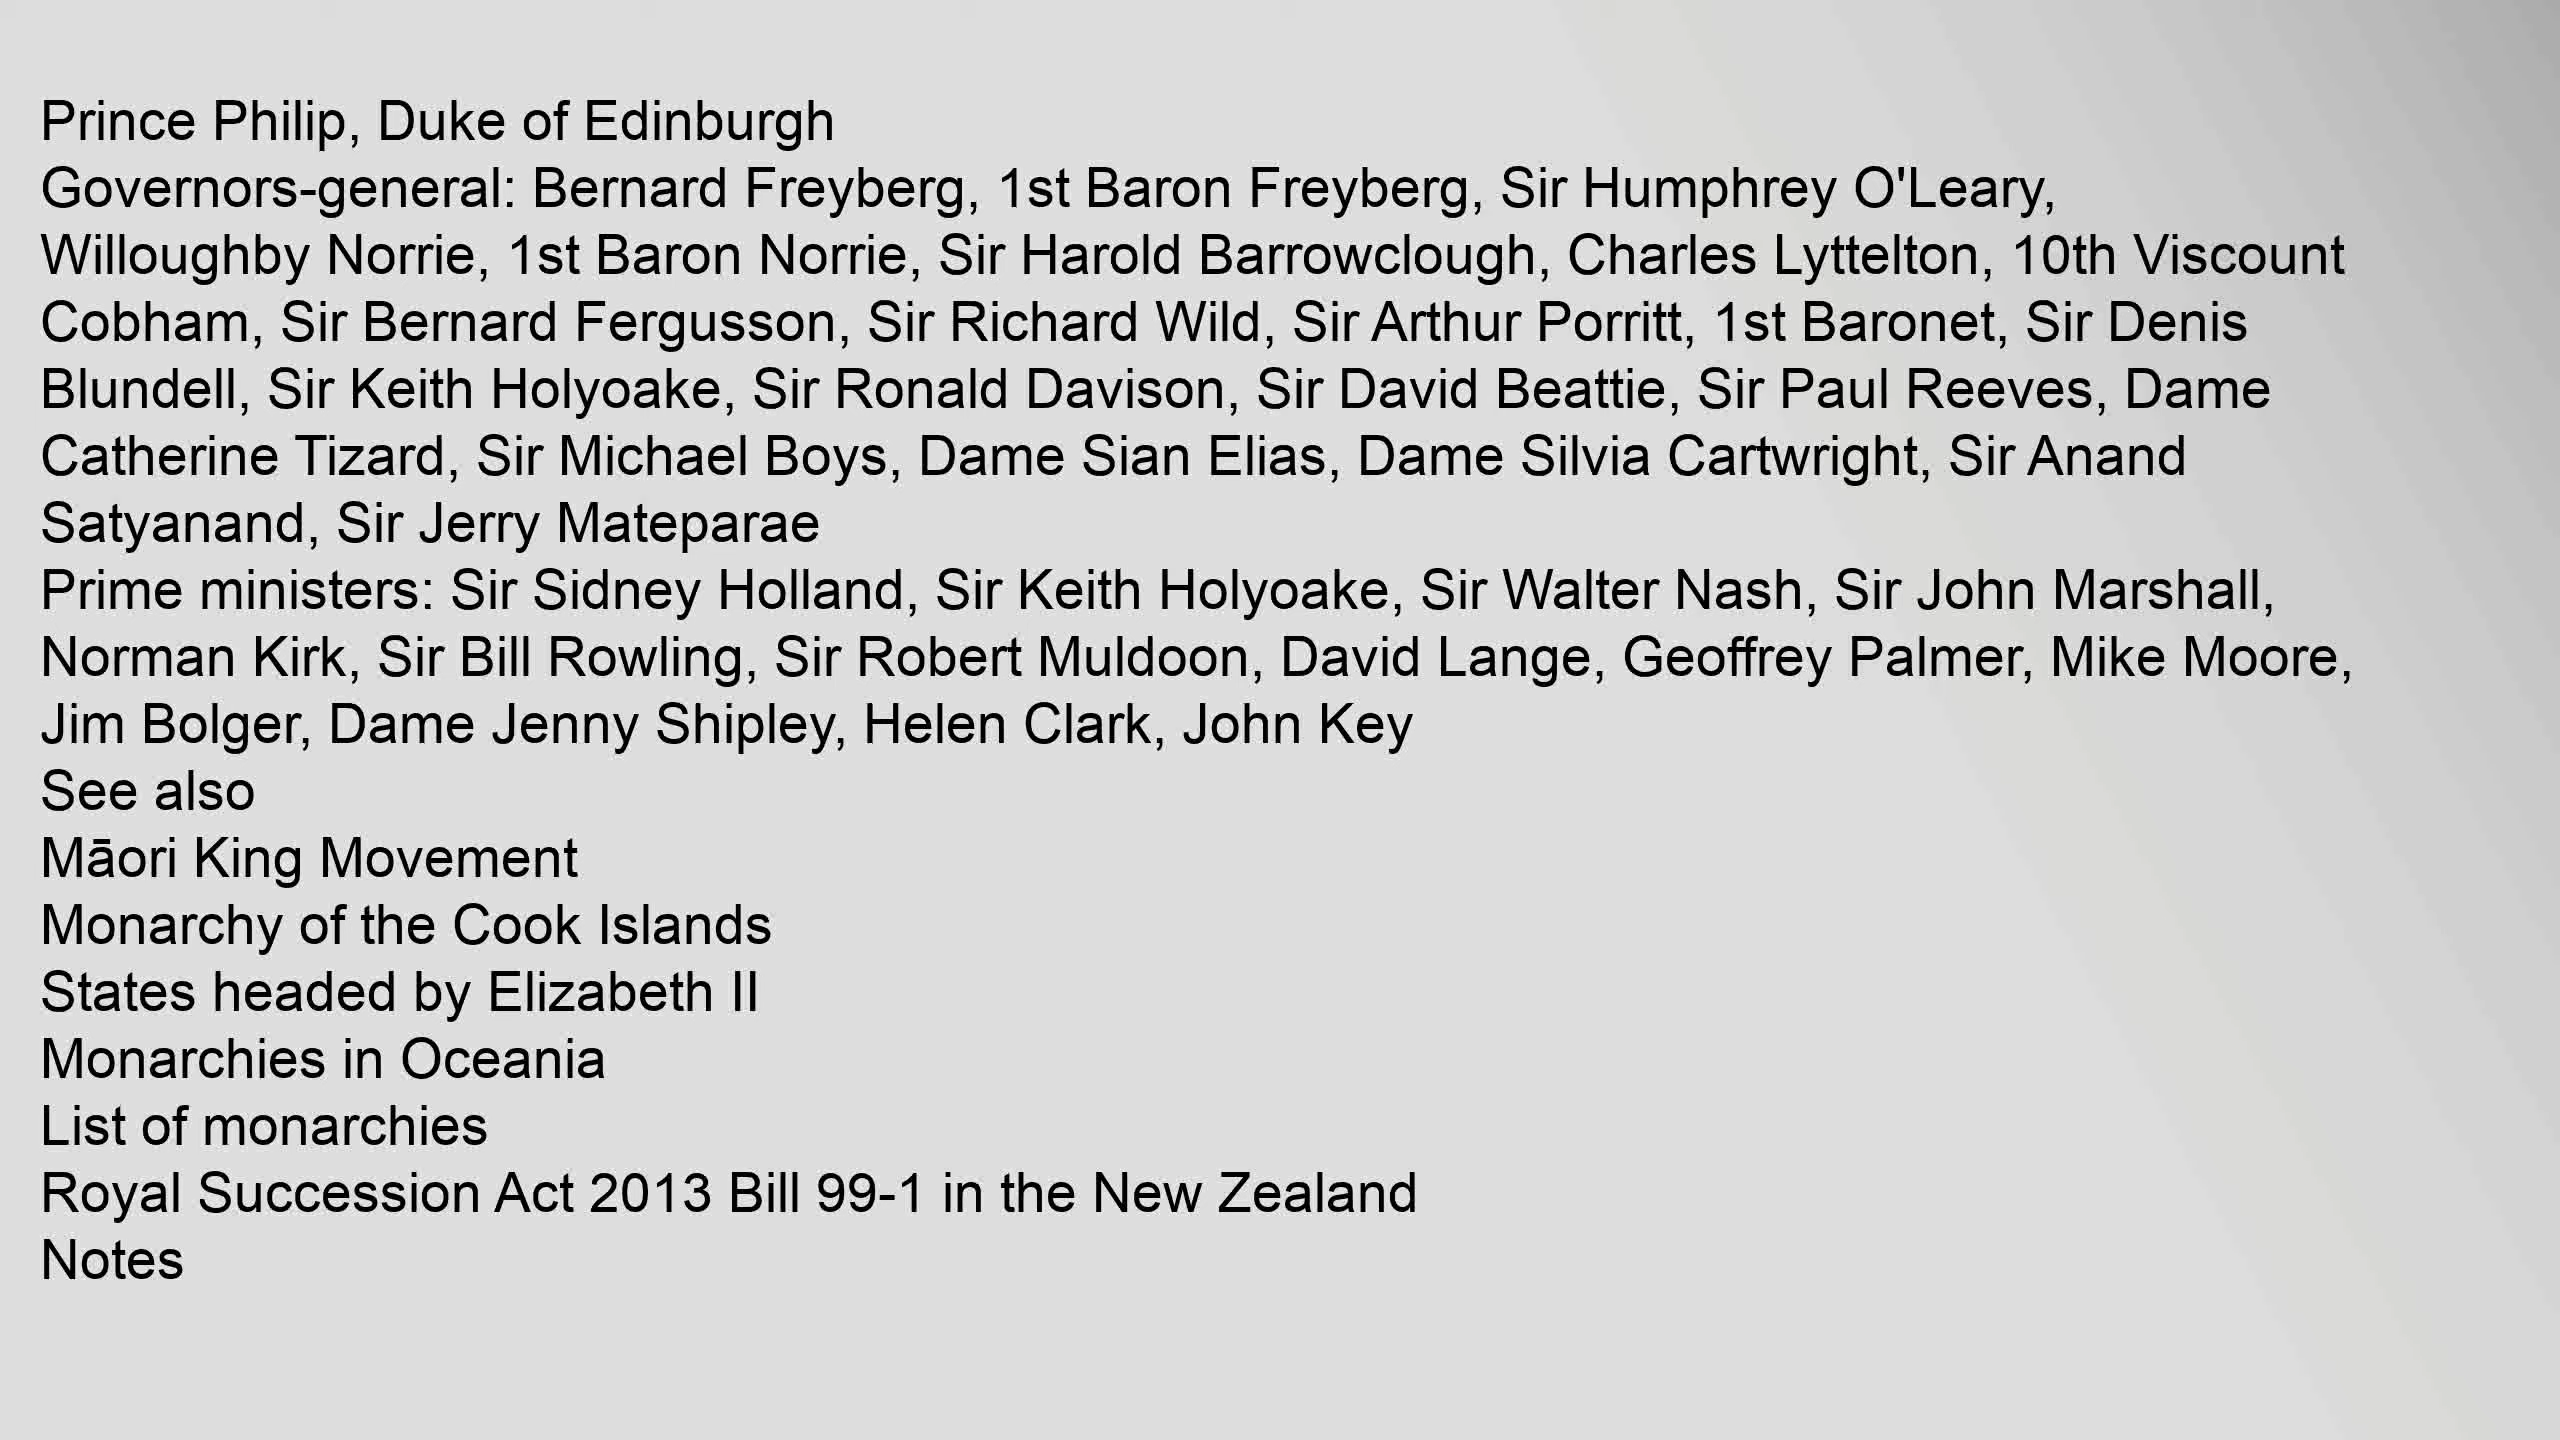 Prince Philip, Duke of Edinburgh
Governors-general: Bernard Freyberg, 1st Baron Freyberg, Sir Humphrey O'Leary,
Willoughby Norrie, 1st Baron Norrie, Sir Harold Barrowclough, Charles Lyttelton, 10th Viscount
Cobham, Sir Bernard Fergusson, Sir Richard Wild, Sir Arthur Porritt, 1st Baronet, Sir Denis
Blundell, Sir Keith Holyoake, Sir Ronald Davison, Sir David Beattie, Sir Paul Reeves, Dame
Catherine Tizard, Sir Michael Boys, Dame Sian Elias, Dame Silvia Cartwright, Sir Anand
Satyanand, Sir Jerry Mateparae
Prime ministers: Sir Sidney Holland, Sir Keith Holyoake, Sir Walter Nash, Sir John Marshall,
Norman Kirk, Sir Bill Rowling, Sir Robert Muldoon, David Lange, Geoffrey Palmer, Mike Moore,
Jim Bolger, Dame Jenny Shipley, Helen Clark, John Key
See also
Māori King Movement
Monarchy of the Cook Islands
States headed by Elizabeth II
Monarchies in Oceania
List of monarchies
Royal Succession Act 2013 Bill 99-1 in the New Zealand
Notes